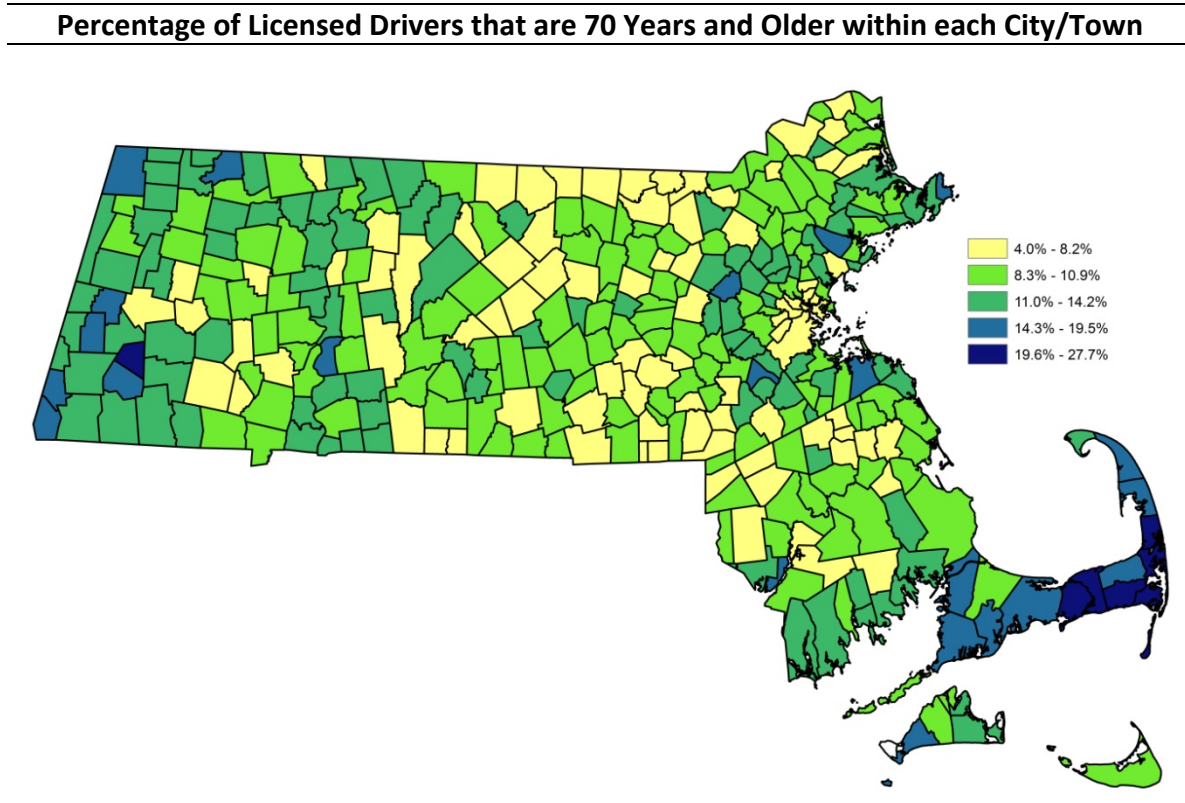 Percentage of Licensed Drivers that are 70 Years and Older within each City/Town
4.0% - 8.2%
8.3% - 10.9%
11.0% - 14.2%
14.3% - 19.5%
19.6% - 27.7%